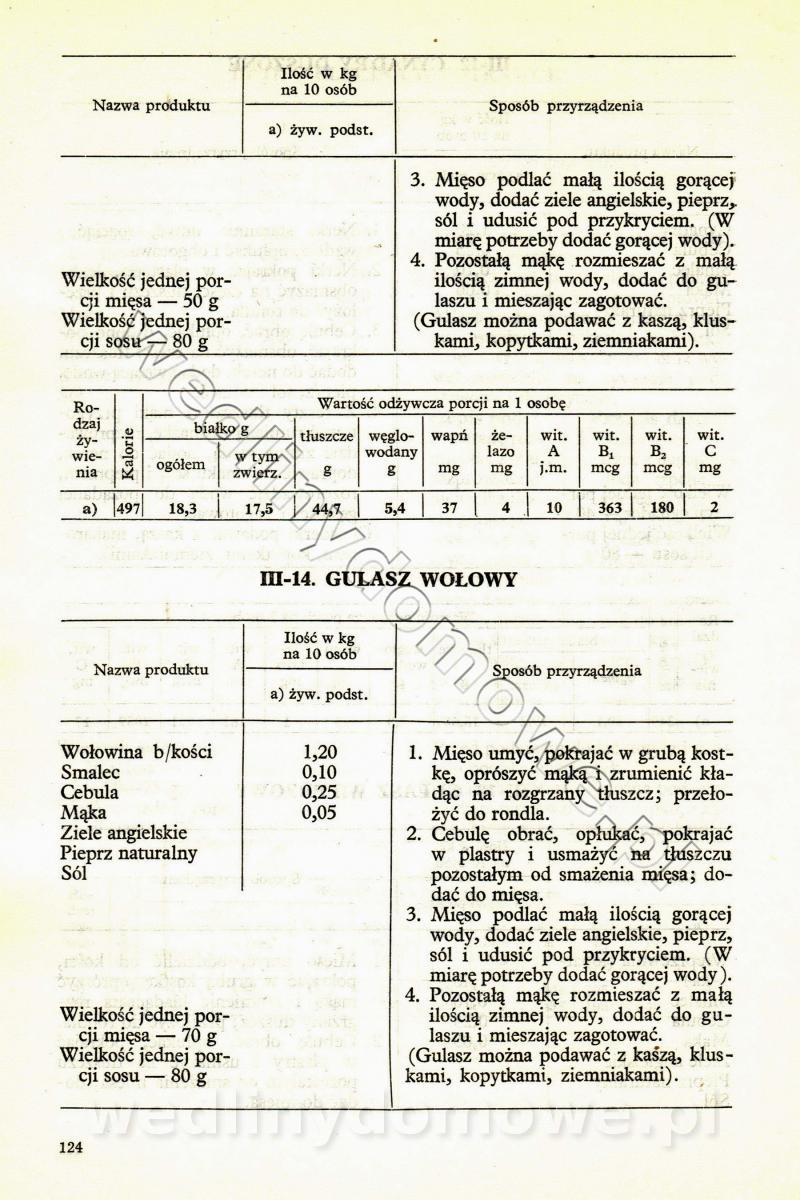 Nazwa produktu
Ilość w kg
na 10 osób
a) żyw. podst.
Sposób przyrządzenia
3. Mięso podlać małą ilością gorącej
wody, dodać ziele angielskie, pieprz,
sól i udusić pod przykryciem. (W
miarę potrzeby dodać gorącej wody).
4. Pozostałą mąkę rozmieszać z małą
ilością zimnej wody, dodać do gu-
laszu i mieszając zagotować.
(Gulasz można podawać z kaszą, klus-
kami, kopytkami, ziemniakami).
Wielkość jednej por-
cji mięsa — 50 g
Wielkość jednej por-
cji sosu — 80 g
Ro-
dzaj
ży-
wie-
nia
Kalorie
Wartość odżywcza porcji na 1 osobę
białko g
ogółem
w tym
zwierz.
tłuszcze
g
węglo-
wodany
g
wapń
mg
że-
lazo
mg
wit.
A
j.m.
wit.
B₁
mcg
wit.
B₂
mcg
wit.
C
mg
a) 497 18,3 17,5 44,7 5,4 37 4 10 363 180 2
III-14. GULASZ WOŁOWY
Nazwa produktu
Ilość w kg
na 10 osób
a) żyw. podst.
Sposób przyrządzenia
Wołowina b/kości 1,20
Smalec 0,10
Cebula 0,25
Mąka 0,05
Ziele angielskie
Pieprz naturalny
Sól
1. Mięso umyć, pokrajać w grubą kost-
kę, oprószyć mąką i zrumienić kła-
dąc na rozgrzany tłuszcz; przeło-
żyć do rondla.
2. Cebulę obrać, opłukać, pokrajać
w plastry i usmażyć na tłuszczu
pozostałym od smażenia mięsa; do-
dać do mięsa.
3. Mięso podlać małą ilością gorącej
wody, dodać ziele angielskie, pieprz,
sól i udusić pod przykryciem. (W
miarę potrzeby dodać gorącej wody).
4. Pozostałą mąkę rozmieszać z małą
ilością zimnej wody, dodać do gu-
laszu i mieszając zagotować.
(Gulasz można podawać z kaszą, klus-
kami, kopytkami, ziemniakami).
Wielkość jednej por-
cji mięsa — 70 g
Wielkość jednej por-
cji sosu — 80 g
124
wedlinydomowe.pl
wedlinydomowe.pl